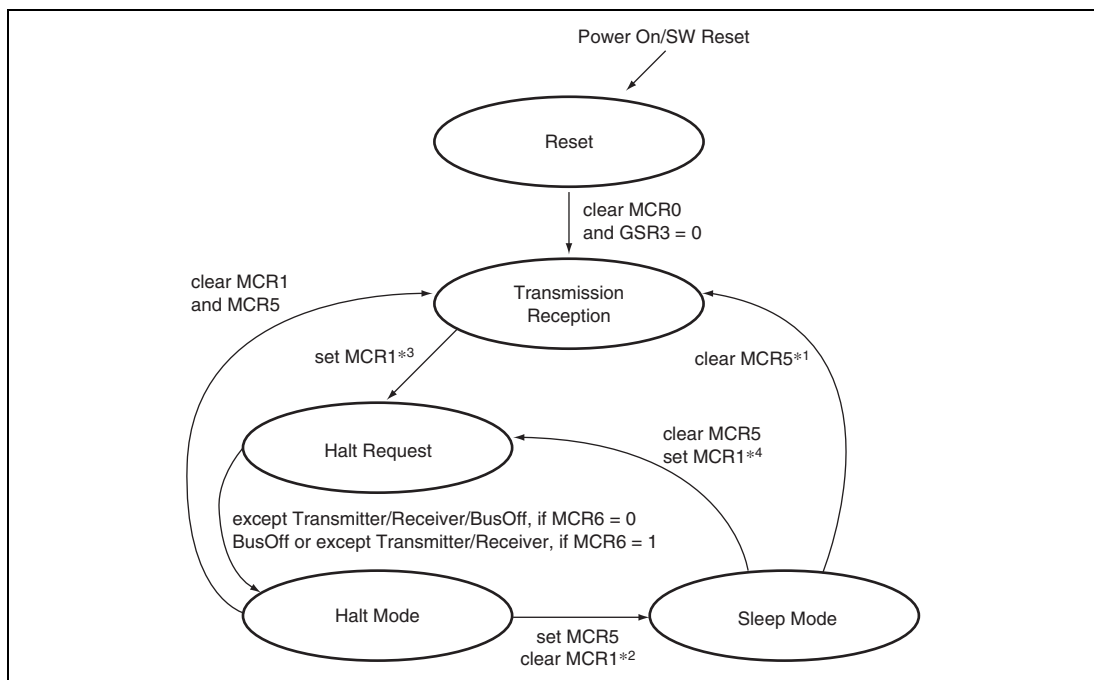 Power On/SW Reset
Reset
clear MCR0
and GSR3 = 0
clear MCR1
and MCR5
Transmission
Reception
set MCR1*3
clear MCR5*1
Halt Request
clear MCR5
set MCR1*4
except Transmitter/Receiver/BusOff, if MCR6 = 0
BusOff or except Transmitter/Receiver, if MCR6 = 1
Halt Mode
Sleep Mode
set MCR5
clear MCR1*2